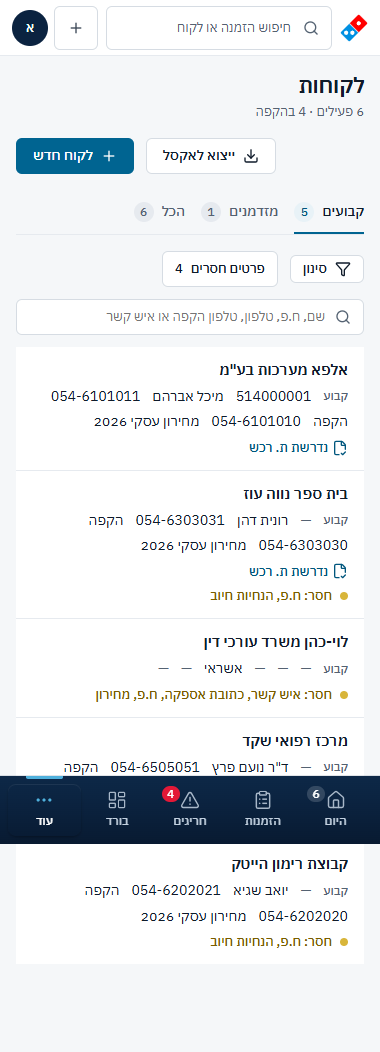 חיפוש הזמנה או לקוח
א
לקוחות
6 פעילים · 4 בהקפה
ייצוא לאקסל
לקוח חדש
קבועים 5
מזדמנים 1
הכל 6
סינון
פרטים חסרים 4
שם, ח.פ, טלפון, טלפון הקפה או איש קשר
אלפא מערכות בע"מ
קבוע 514000001 מיכל אברהם 054-6101011
הקפה 054-6101010 מחירון עסקי 2026
נדרשת ת. רכש
בית ספר נווה עוז
קבוע — רונית דהן 054-6303031 הקפה
054-6303030 מחירון עסקי 2026
נדרשת ת. רכש
חסר: ח.פ, הנחיות חיוב
לוי-כהן משרד עורכי דין
קבוע — — — אשראי — —
חסר: איש קשר, כתובת אספקה, ח.פ, מחירון
מרכז רפואי שקד
קבוע — ד"ר נועם פרץ 054-6505051 הקפה
היום 6
הזמנות
חריגים 4
בורד
עוד
קבוצת רימון הייטק
קבוע — יואב שגיא 054-6202021 הקפה
054-6202020 מחירון עסקי 2026
חסר: ח.פ, הנחיות חיוב